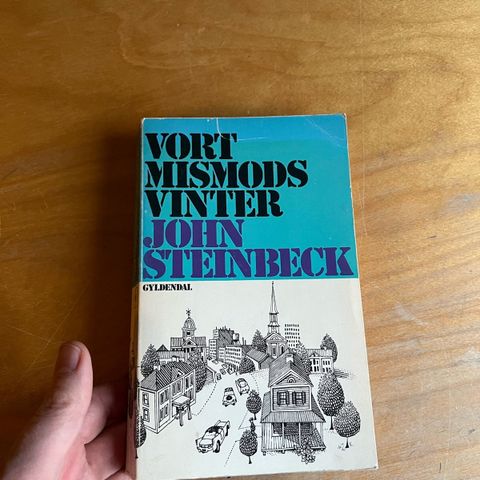 VORT
MISMODS
VINTER
JOHN
STEINBECK
GYLDENDAL